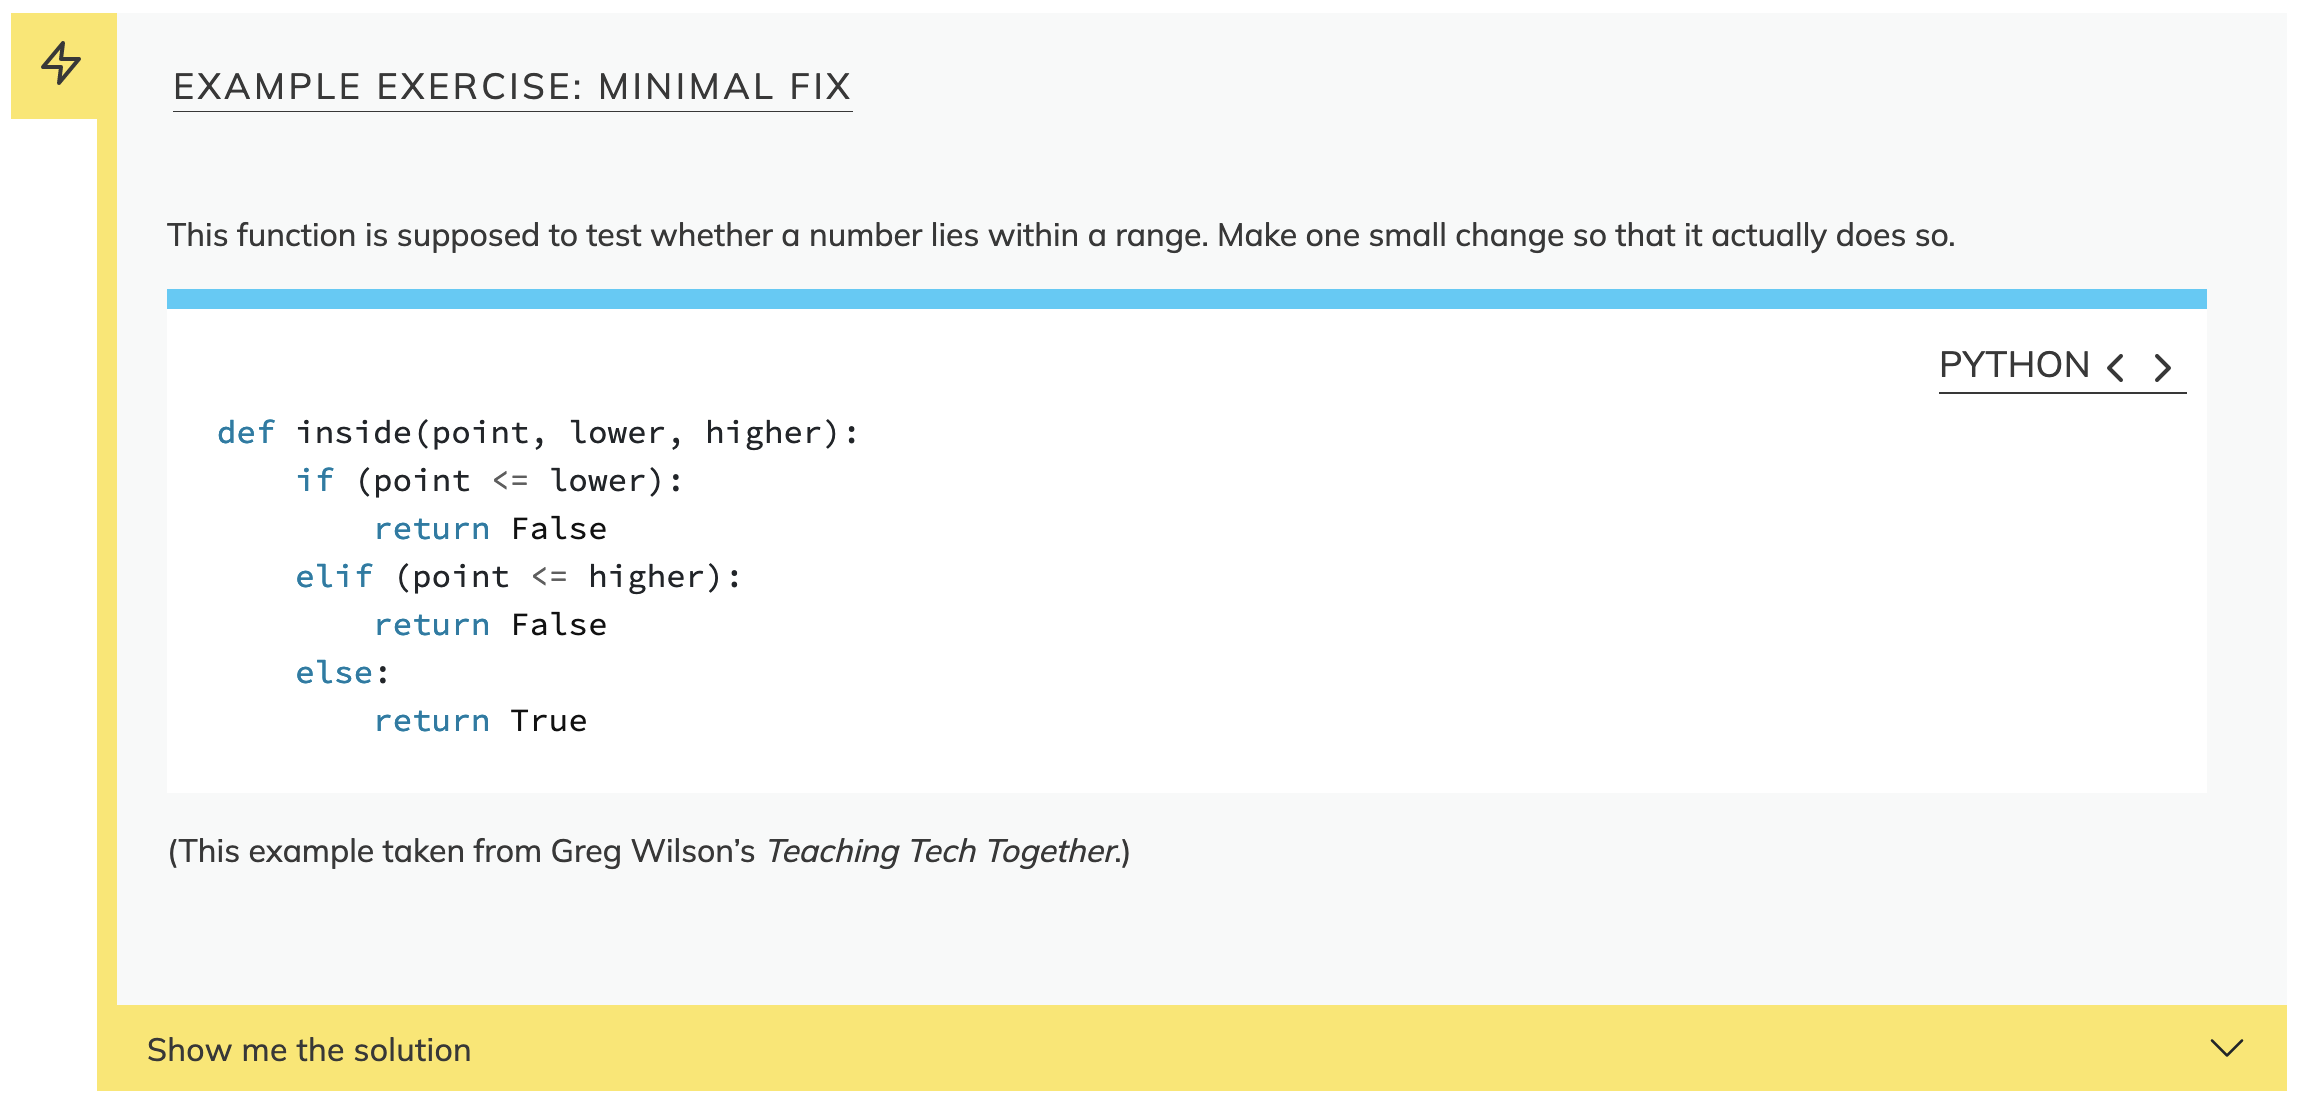 EXAMPLE EXERCISE: MINIMAL FIX
This function is supposed to test whether a number lies within a range. Make one small change so that it actually does so.
PYTHON < >
def inside(point, lower, higher):
    if (point <= lower):
        return False
    elif (point <= higher):
        return False
    else:
        return True
(This example taken from Greg Wilson’s Teaching Tech Together.)
Show me the solution